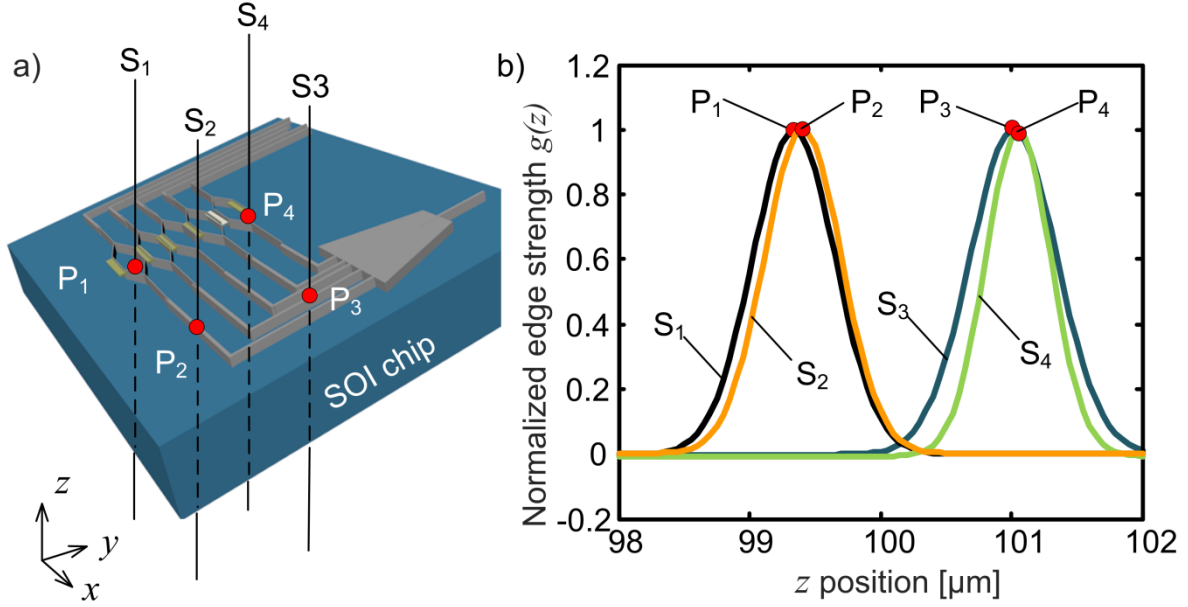 a)
S₁
S₂
S₄
S3
P₁
P₂
P₃
P₄
SOI chip
z
y
x
b)
Normalized edge strength g(z)
1.2
1
0.8
0.6
0.4
0.2
0
-0.2
P₁
P₂
P₃
P₄
S₁
S₂
S₃
S₄
98
99
100
101
102
z position [µm]